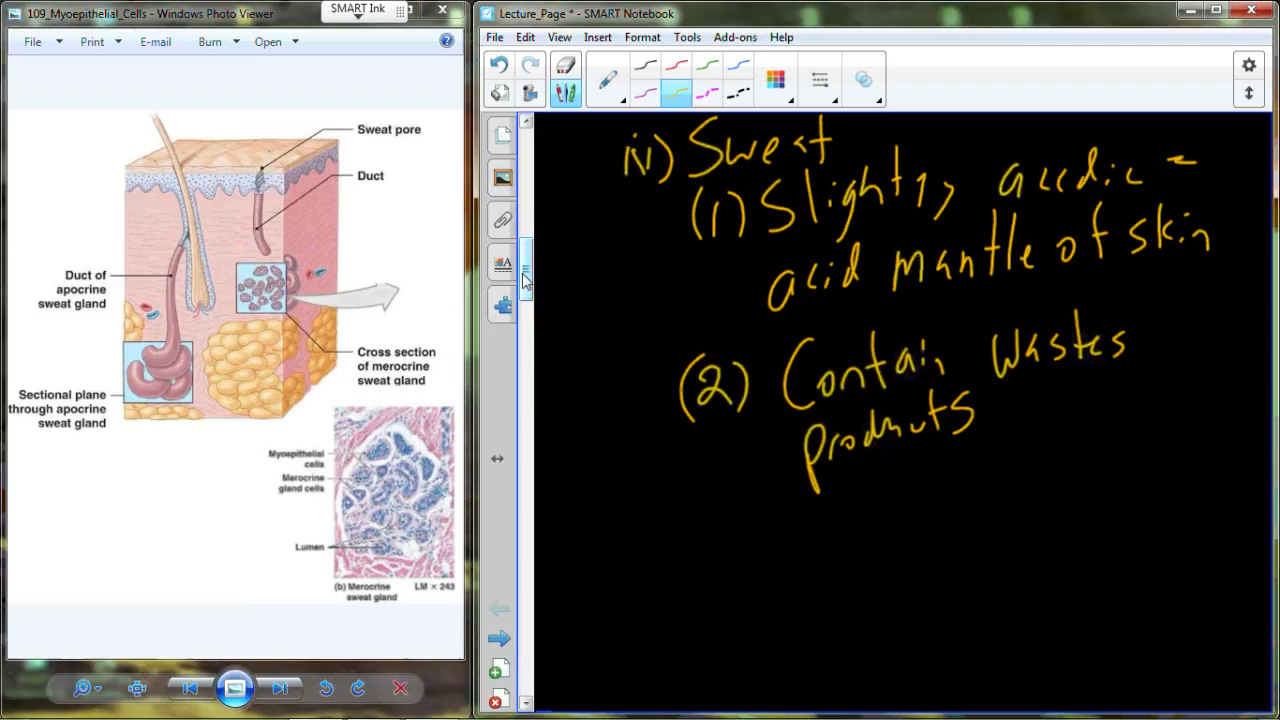 109_Myoepithelial_Cells - Windows Photo Viewer
SMART Ink
File Print E-mail Burn Open
Sweat pore
Duct
Duct of
apocrine
sweat gland
Cross section
of merocrine
sweat gland
Sectional plane
through apocrine
sweat gland
Myoepithelial
cells
Merocrine
gland cells
Lumen
(b) Merocrine
sweat gland
LM × 243
Lecture_Page * - SMART Notebook
File Edit View Insert Format Tools Add-ons Help
iv) Sweat
(1) Slightly acidic -
acid mantle of skin
(2) Contain Wastes
products